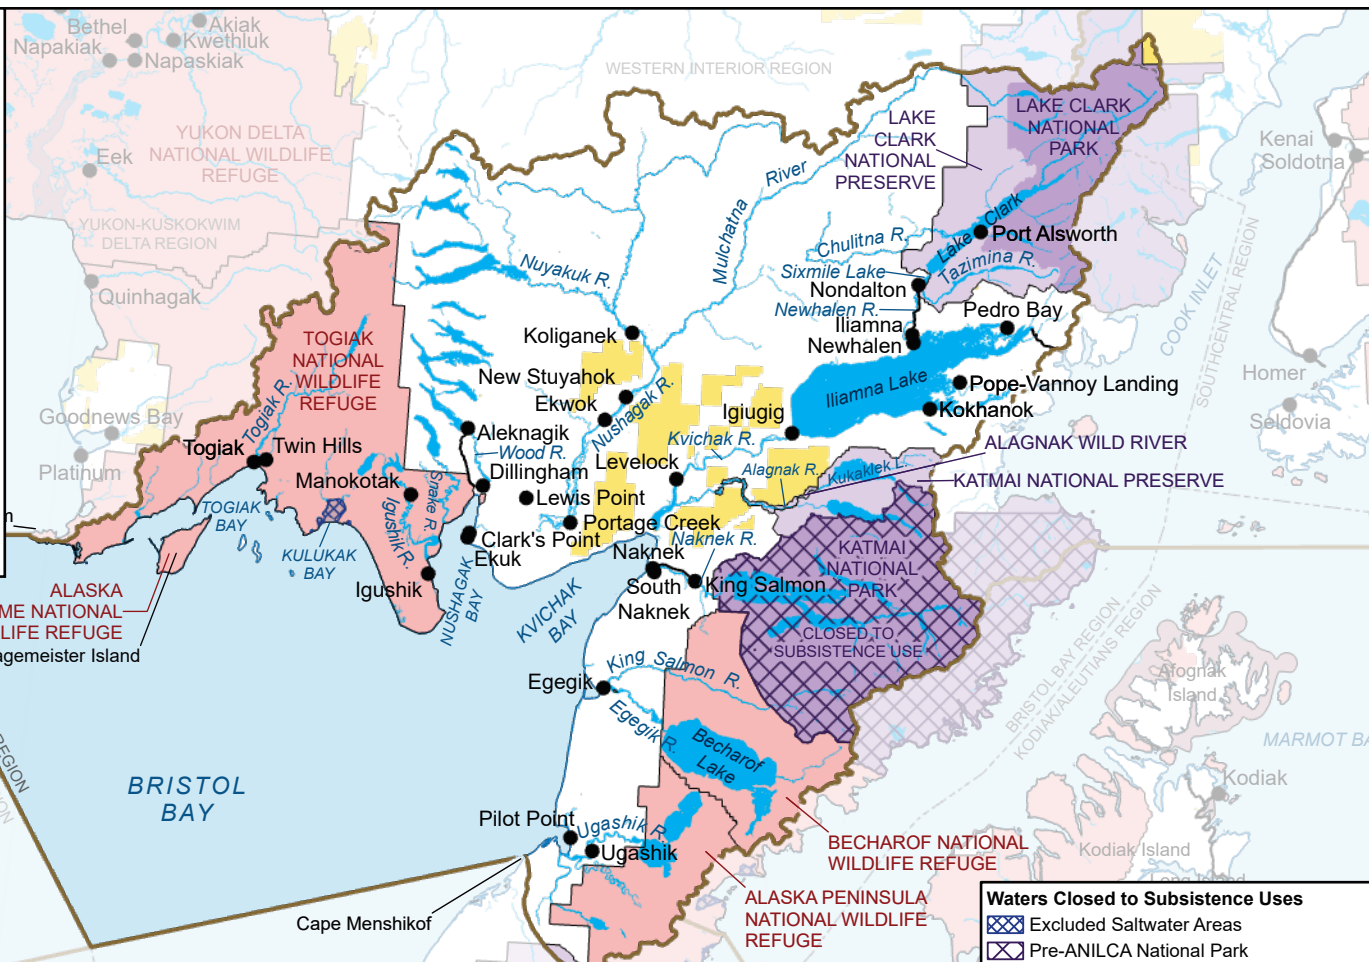 Bethel
Akiak
Napakiak
Kwethluk
Napaskiak
Eek
YUKON DELTA
NATIONAL WILDLIFE
REFUGE
YUKON-KUSKOKWIM
DELTA REGION
Quinhagak
Goodnews Bay
Platinum
WESTERN INTERIOR REGION
LAKE
CLARK
NATIONAL
PRESERVE
LAKE CLARK
NATIONAL
PARK
Kenai
Soldotna
Homer
Seldovia
COOK INLET
SOUTHCENTRAL REGION
Mulchatna
River
Nuyakuk R.
Chulitna R.
Sixmile Lake
Nondalton
Newhalen R.
Iliamna
Newhalen
Lake Clark
Port Alsworth
Tazimina R.
Pedro Bay
Iliamna Lake
Pope-Vannoy Landing
Kokhanok
Igiugig
Koliganek
New Stuyahok
Ekwok
Nushagak R.
Kvichak R.
Levelock
Alagnak R.
Kukaklek L.
ALAGNAK WILD RIVER
KATMAI NATIONAL PRESERVE
TOGIAK
NATIONAL
WILDLIFE
REFUGE
Togiak R.
Togiak
Twin Hills
Manokotak
Aleknagik
Wood R.
Dillingham
Lewis Point
Portage Creek
Clark's Point
Ekuk
Snake R.
Igushik R.
Igushik
TOGIAK
BAY
KULUKAK
BAY
NUSHAGAK
BAY
KVICHAK
BAY
Naknek R.
Naknek
South
Naknek
King Salmon
KATMAI
NATIONAL
PARK
CLOSED TO
SUBSISTENCE USE
ALASKA
ME NATIONAL
LIFE REFUGE
agemeister Island
King Salmon R.
Egegik
Egegik R.
Becharof
Lake
BRISTOL
BAY
Pilot Point
Ugashik R.
Ugashik
Cape Menshikof
BECHAROF NATIONAL
WILDLIFE REFUGE
ALASKA PENINSULA
NATIONAL WILDLIFE
REFUGE
BRISTOL BAY REGION
KODIAK/ALEUTIANS REGION
Afognak
Island
MARMOT BA
Kodiak
Kodiak Island
REGION
Waters Closed to Subsistence Uses
Excluded Saltwater Areas
Pre-ANILCA National Park